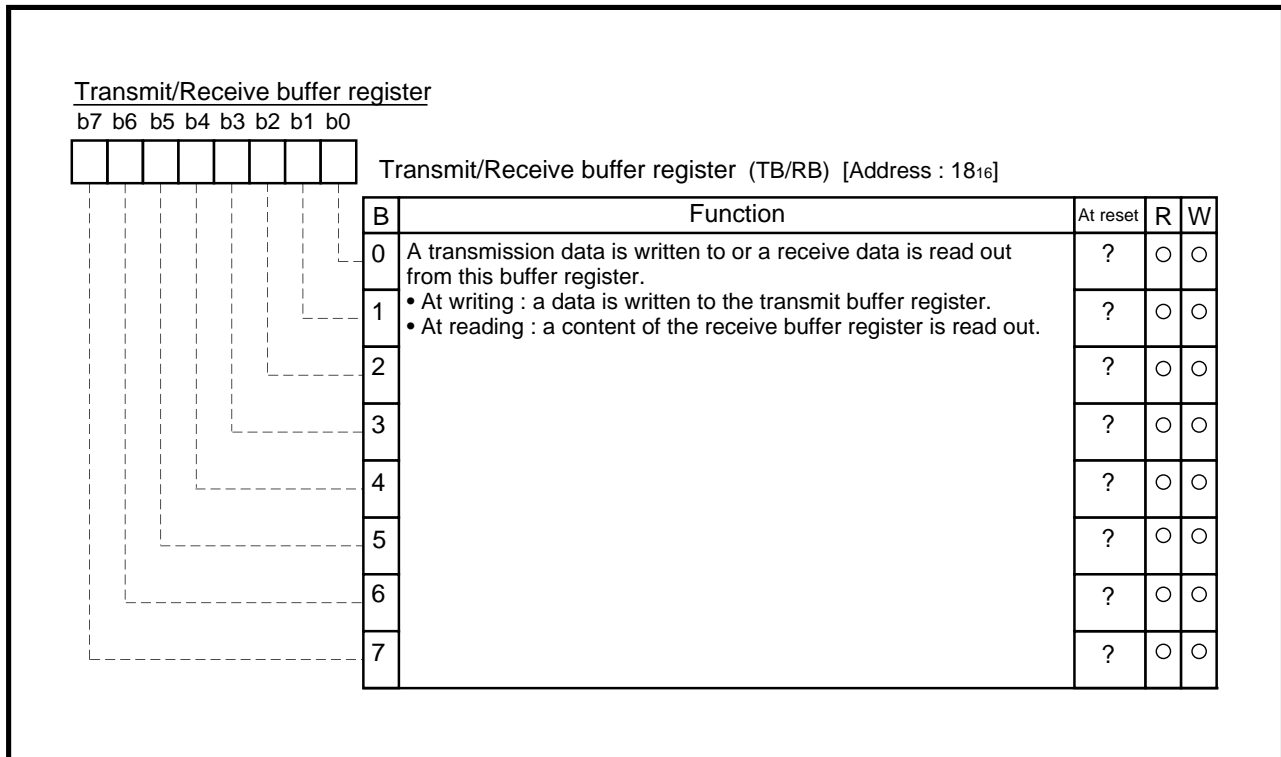 Transmit/Receive buffer register
b7 b6 b5 b4 b3 b2 b1 b0
Transmit/Receive buffer register (TB/RB) [Address : 18₁₆]
B Function At reset R W
0 A transmission data is written to or a receive data is read out ? ○ ○
from this buffer register.
• At writing : a data is written to the transmit buffer register.
1 ? ○ ○
• At reading : a content of the receive buffer register is read out.
2 ? ○ ○
3 ? ○ ○
4 ? ○ ○
5 ? ○ ○
6 ? ○ ○
7 ? ○ ○